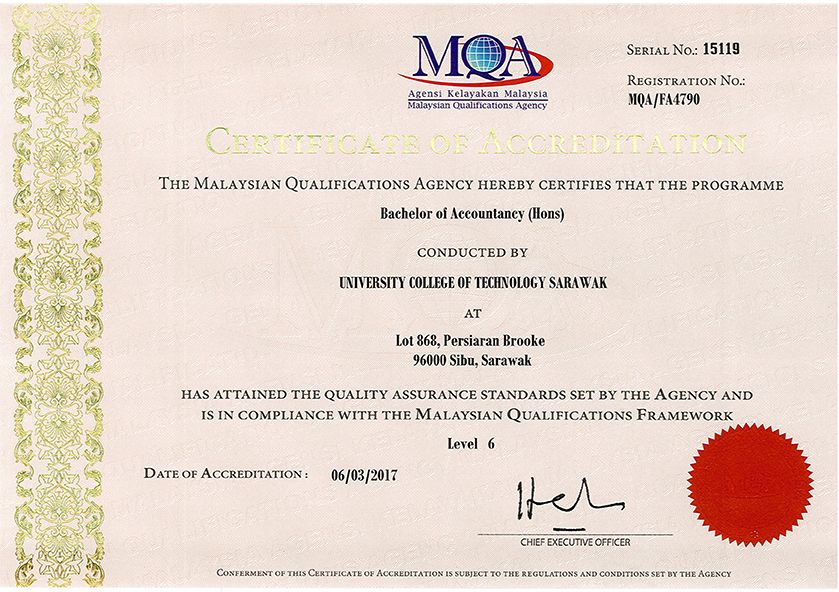 MQA
Agensi Kelayakan Malaysia
Malaysian Qualifications Agency
SERIAL NO.: 15119
REGISTRATION NO.:
MQA/FA4790
CERTIFICATE OF ACCREDITATION
THE MALAYSIAN QUALIFICATIONS AGENCY HEREBY CERTIFIES THAT THE PROGRAMME
Bachelor of Accountancy (Hons)
CONDUCTED BY
UNIVERSITY COLLEGE OF TECHNOLOGY SARAWAK
AT
Lot 868, Persiaran Brooke
96000 Sibu, Sarawak
HAS ATTAINED THE QUALITY ASSURANCE STANDARDS SET BY THE AGENCY AND
IS IN COMPLIANCE WITH THE MALAYSIAN QUALIFICATIONS FRAMEWORK
Level 6
DATE OF ACCREDITATION : 06/03/2017
CHIEF EXECUTIVE OFFICER
CONFERMENT OF THIS CERTIFICATE OF ACCREDITATION IS SUBJECT TO THE REGULATIONS AND CONDITIONS SET BY THE AGENCY